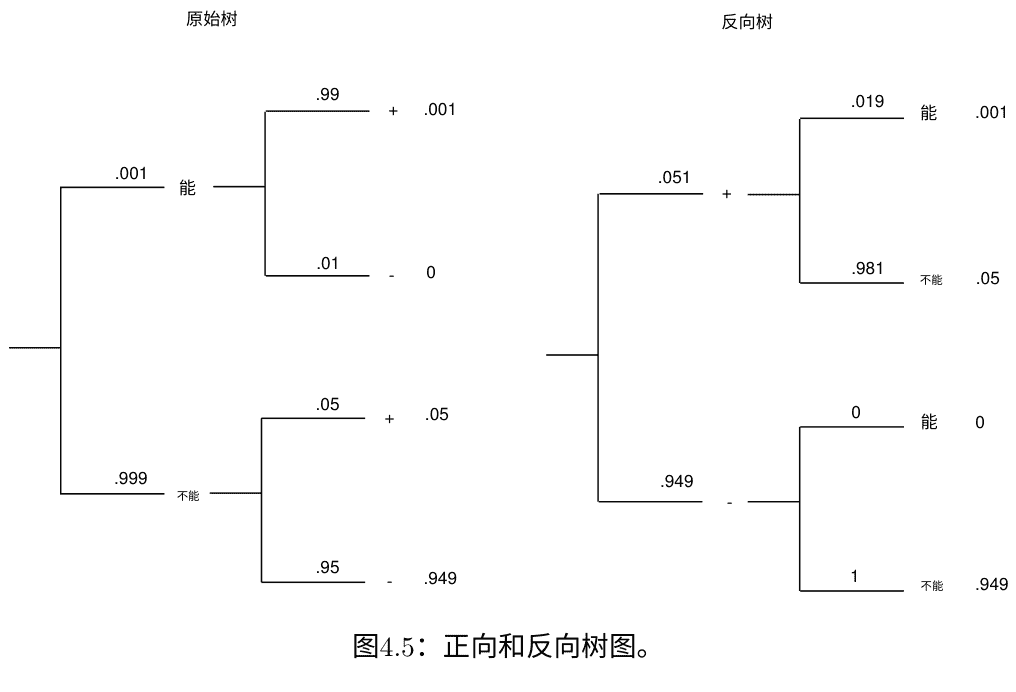 原始树
反向树
.99
+ .001
.001
能
.01
- 0
.05
+ .05
.999
不能
.95
- .949
.019
能 .001
.051
+
.981
不能 .05
0
能 0
.949
-
1
不能 .949
图4.5：正向和反向树图。